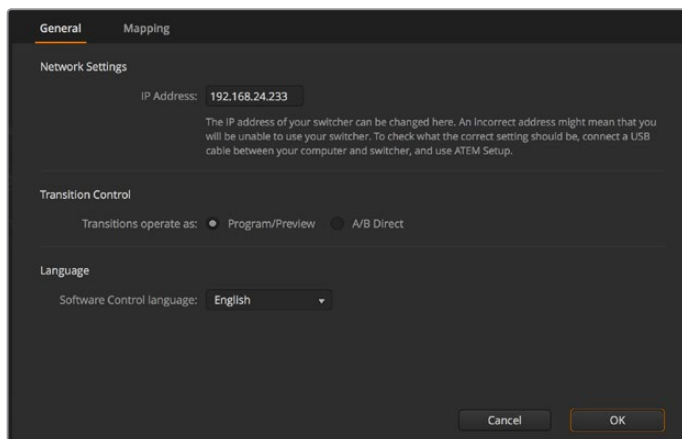 General Mapping
Network Settings
IP Address: 192.168.24.233
The IP address of your switcher can be changed here. An incorrect address might mean that you
will be unable to use your switcher. To check what the correct setting should be, connect a USB
cable between your computer and switcher, and use ATEM Setup.
Transition Control
Transitions operate as: Program/Preview A/B Direct
Language
Software Control language: English
Cancel OK